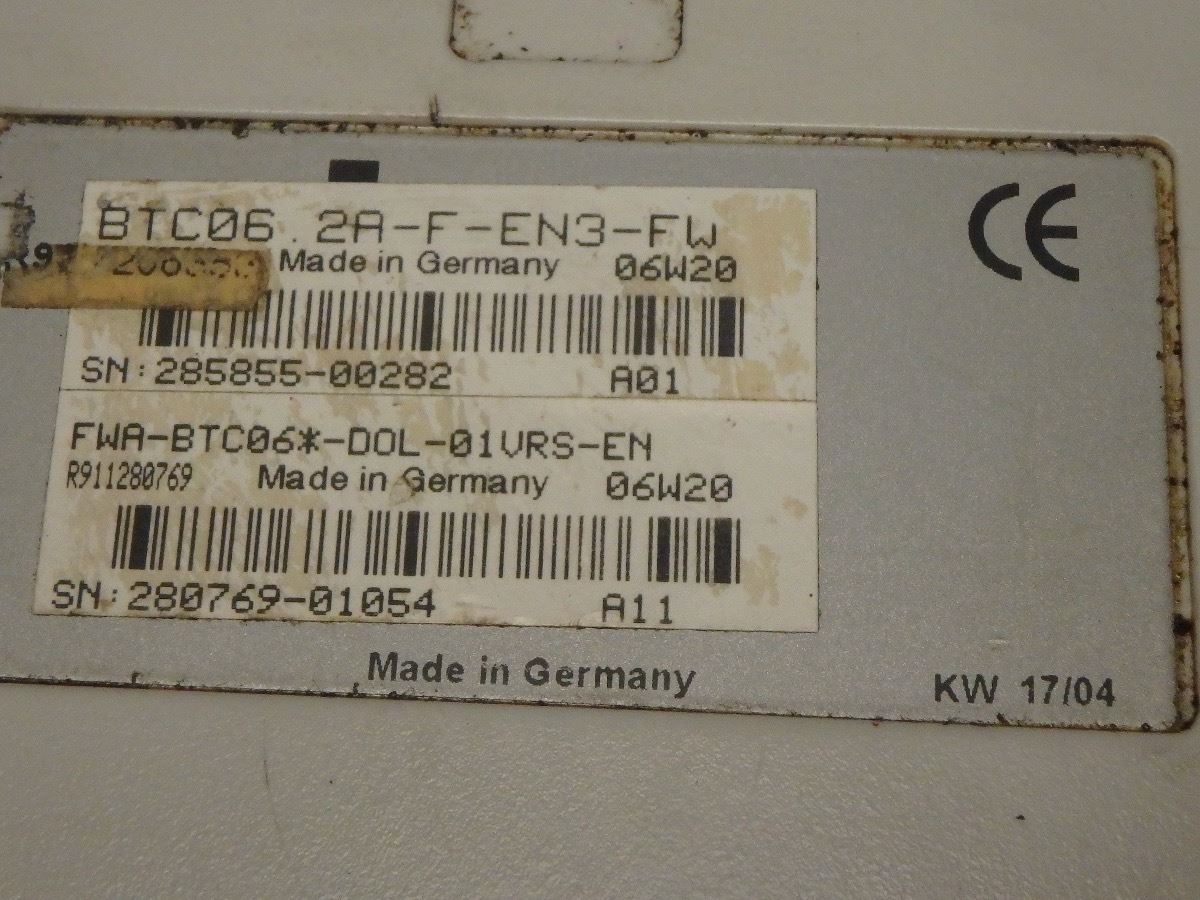 BTC06.2A-F-EN3-FW
Made in Germany 06W20
SN:285855-00282 A01
FWA-BTC06*-DOL-01VRS-EN
R911280769 Made in Germany 06W20
SN:280769-01054 A11
Made in Germany
KW 17/04
CE